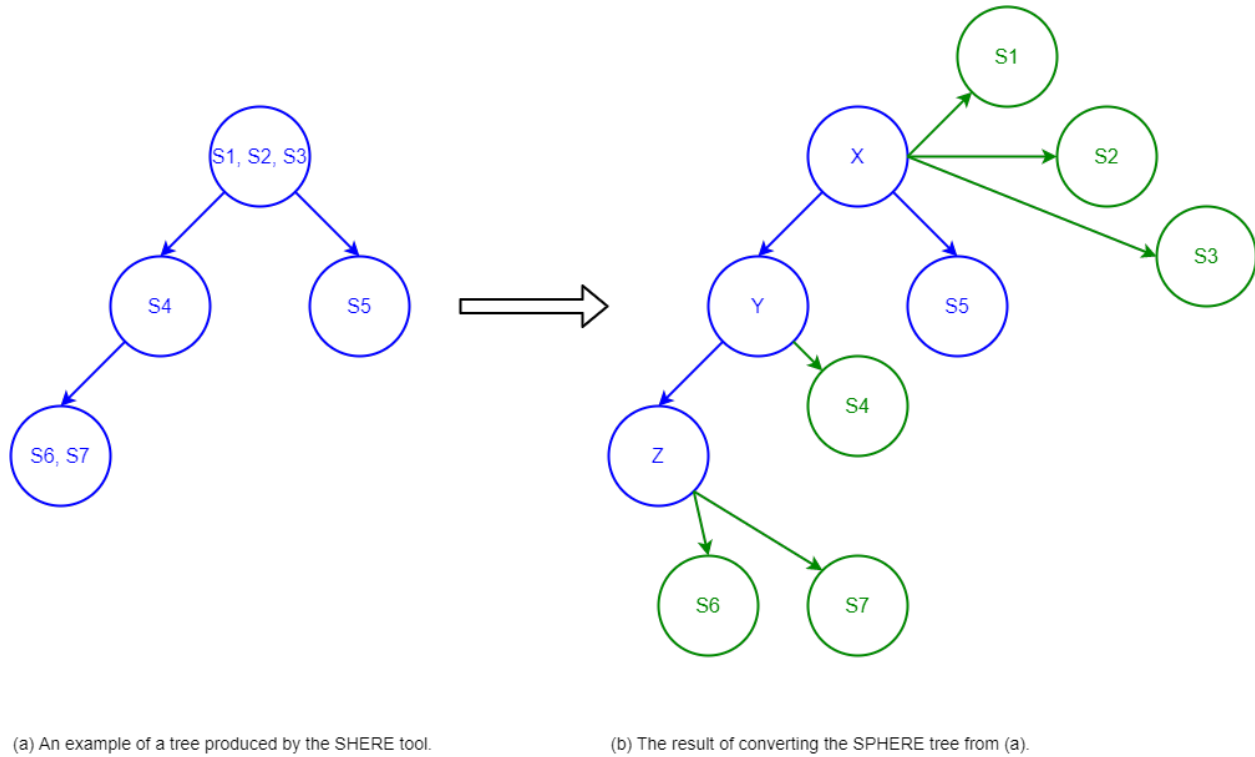 S1, S2, S3
S4
S5
S6, S7
S1
X
S2
S3
Y
S5
S4
Z
S6
S7
(a) An example of a tree produced by the SHERE tool.
(b) The result of converting the SPHERE tree from (a).